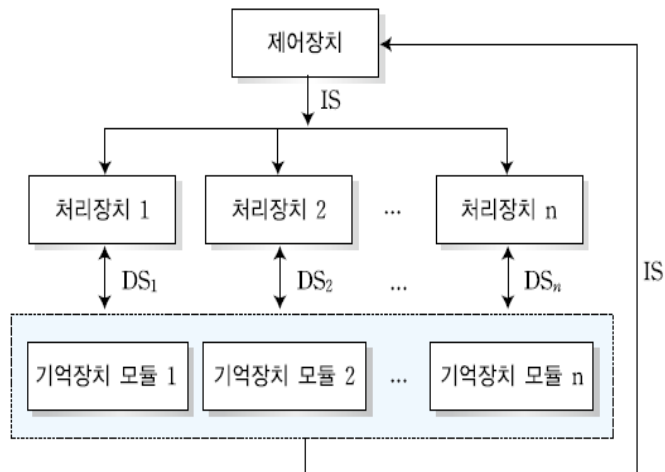 제어장치
IS
처리장치 1 처리장치 2 ... 처리장치 n
IS
DS₁ DS₂ ... DSₙ
기억장치 모듈 1 기억장치 모듈 2 ... 기억장치 모듈 n